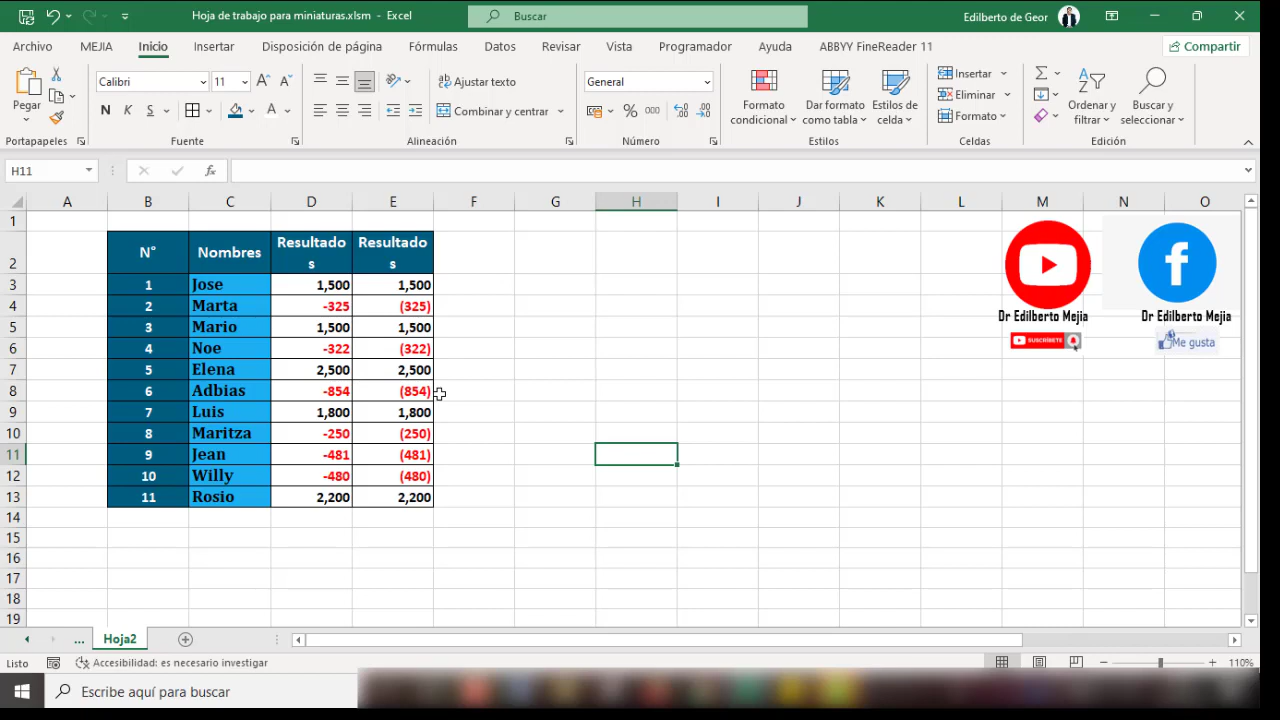 Hoja de trabajo para miniaturas.xlsm - Excel
Buscar
Edilberto de Geor
Archivo MEJIA Inicio Insertar Disposición de página Fórmulas Datos Revisar Vista Programador Ayuda ABBYY FineReader 11 Compartir
Pegar
Calibri 11
N K S
A
Ajustar texto
Combinar y centrar
General
% 000
Formato condicional
Dar formato como tabla
Estilos de celda
Insertar
Eliminar
Formato
Ordenar y filtrar
Buscar y seleccionar
Portapapeles Fuente Alineación Número Estilos Celdas Edición
H11 fx
A B C D E F G H I J K L M N O
1
2 N° Nombres Resultado s Resultado s
3 1 Jose 1,500 1,500
4 2 Marta -325 (325)
5 3 Mario 1,500 1,500
6 4 Noe -322 (322)
7 5 Elena 2,500 2,500
8 6 Adbias -854 (854)
9 7 Luis 1,800 1,800
10 8 Maritza -250 (250)
11 9 Jean -481 (481)
12 10 Willy -480 (480)
13 11 Rosio 2,200 2,200
14
15
16
17
18
19
Dr Edilberto Mejia
SUSCRÍBETE
Dr Edilberto Mejia
Me gusta
... Hoja2
Listo Accesibilidad: es necesario investigar 110%
Escribe aquí para buscar